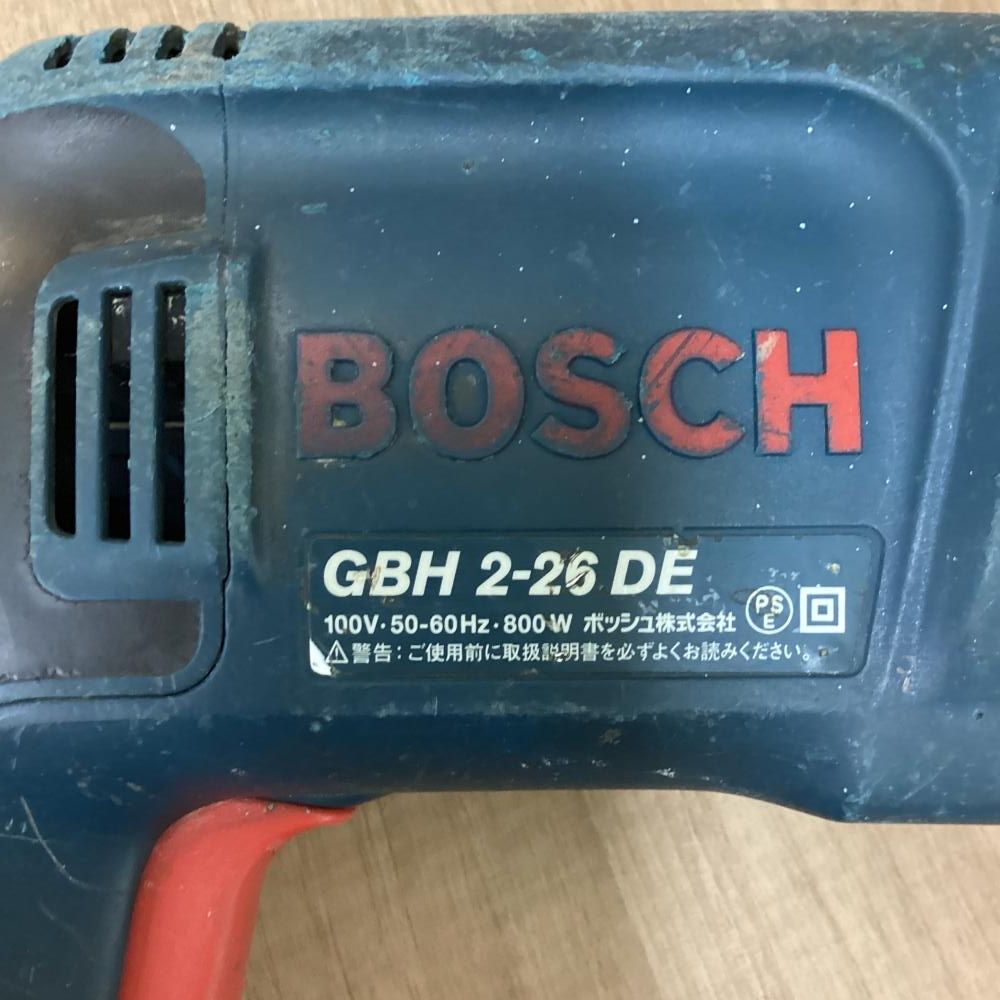 BOSCH
GBH 2-26 DE
100V・50-60Hz・800W ボッシュ株式会社 PSE
⚠警告：ご使用前に取扱説明書を必ずよくお読みください。